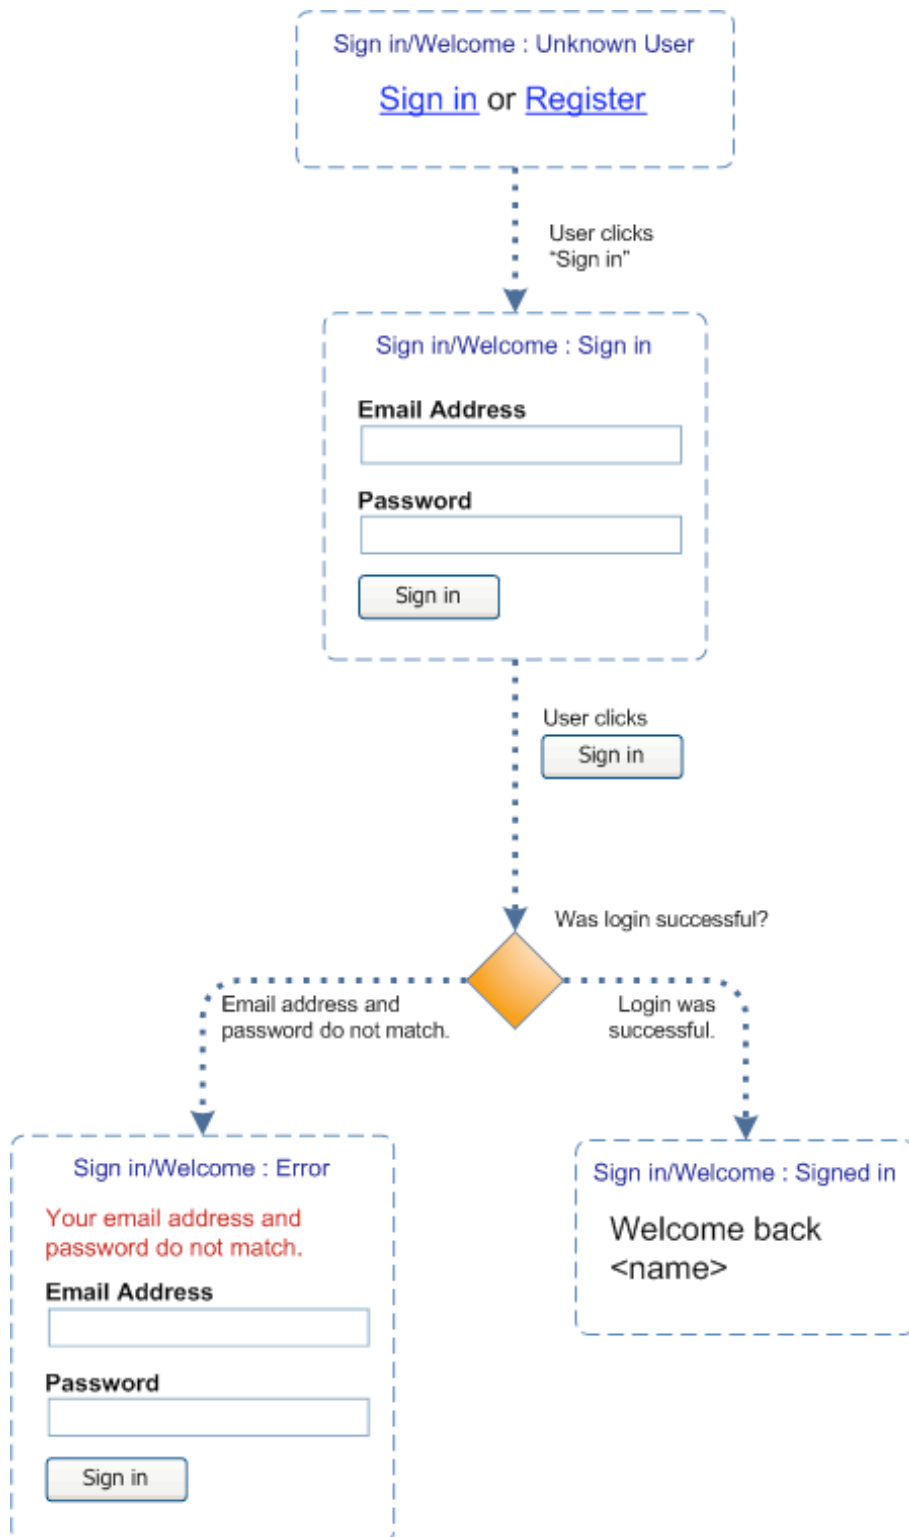 Sign in/Welcome : Unknown User
Sign in or Register
User clicks
“Sign in”
Sign in/Welcome : Sign in
Email Address
Password
Sign in
User clicks
Sign in
Was login successful?
Email address and
password do not match.
Login was
successful.
Sign in/Welcome : Error
Your email address and
password do not match.
Email Address
Password
Sign in
Sign in/Welcome : Signed in
Welcome back
<name>